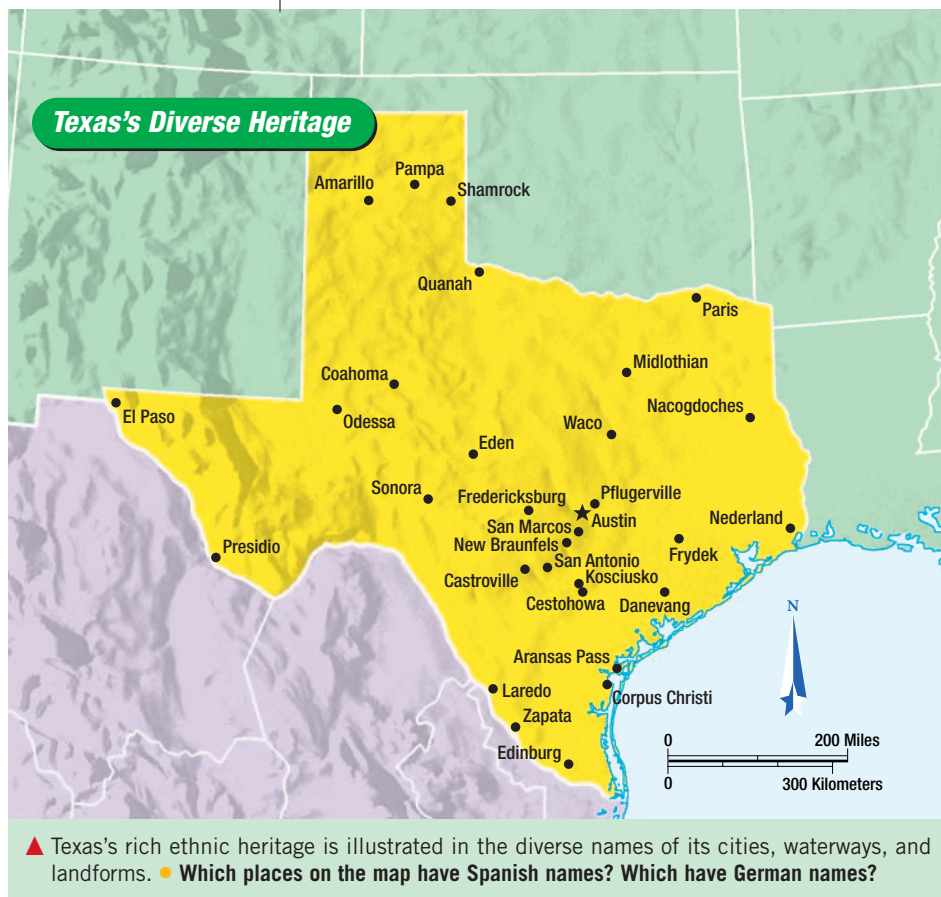 Texas's Diverse Heritage
Pampa
Amarillo
Shamrock
Quanah
Paris
Midlothian
Coahoma
Nacogdoches
El Paso
Odessa
Waco
Eden
Sonora
Fredericksburg
Pflugerville
Austin
San Marcos
Nederland
New Braunfels
Frydek
Presidio
San Antonio
Castroville
Kosciusko
Cestohowa
Danevang
N
Aransas Pass
Laredo
Corpus Christi
Zapata
Edinburg
0 200 Miles
0 300 Kilometers
Texas's rich ethnic heritage is illustrated in the diverse names of its cities, waterways, and
landforms. Which places on the map have Spanish names? Which have German names?